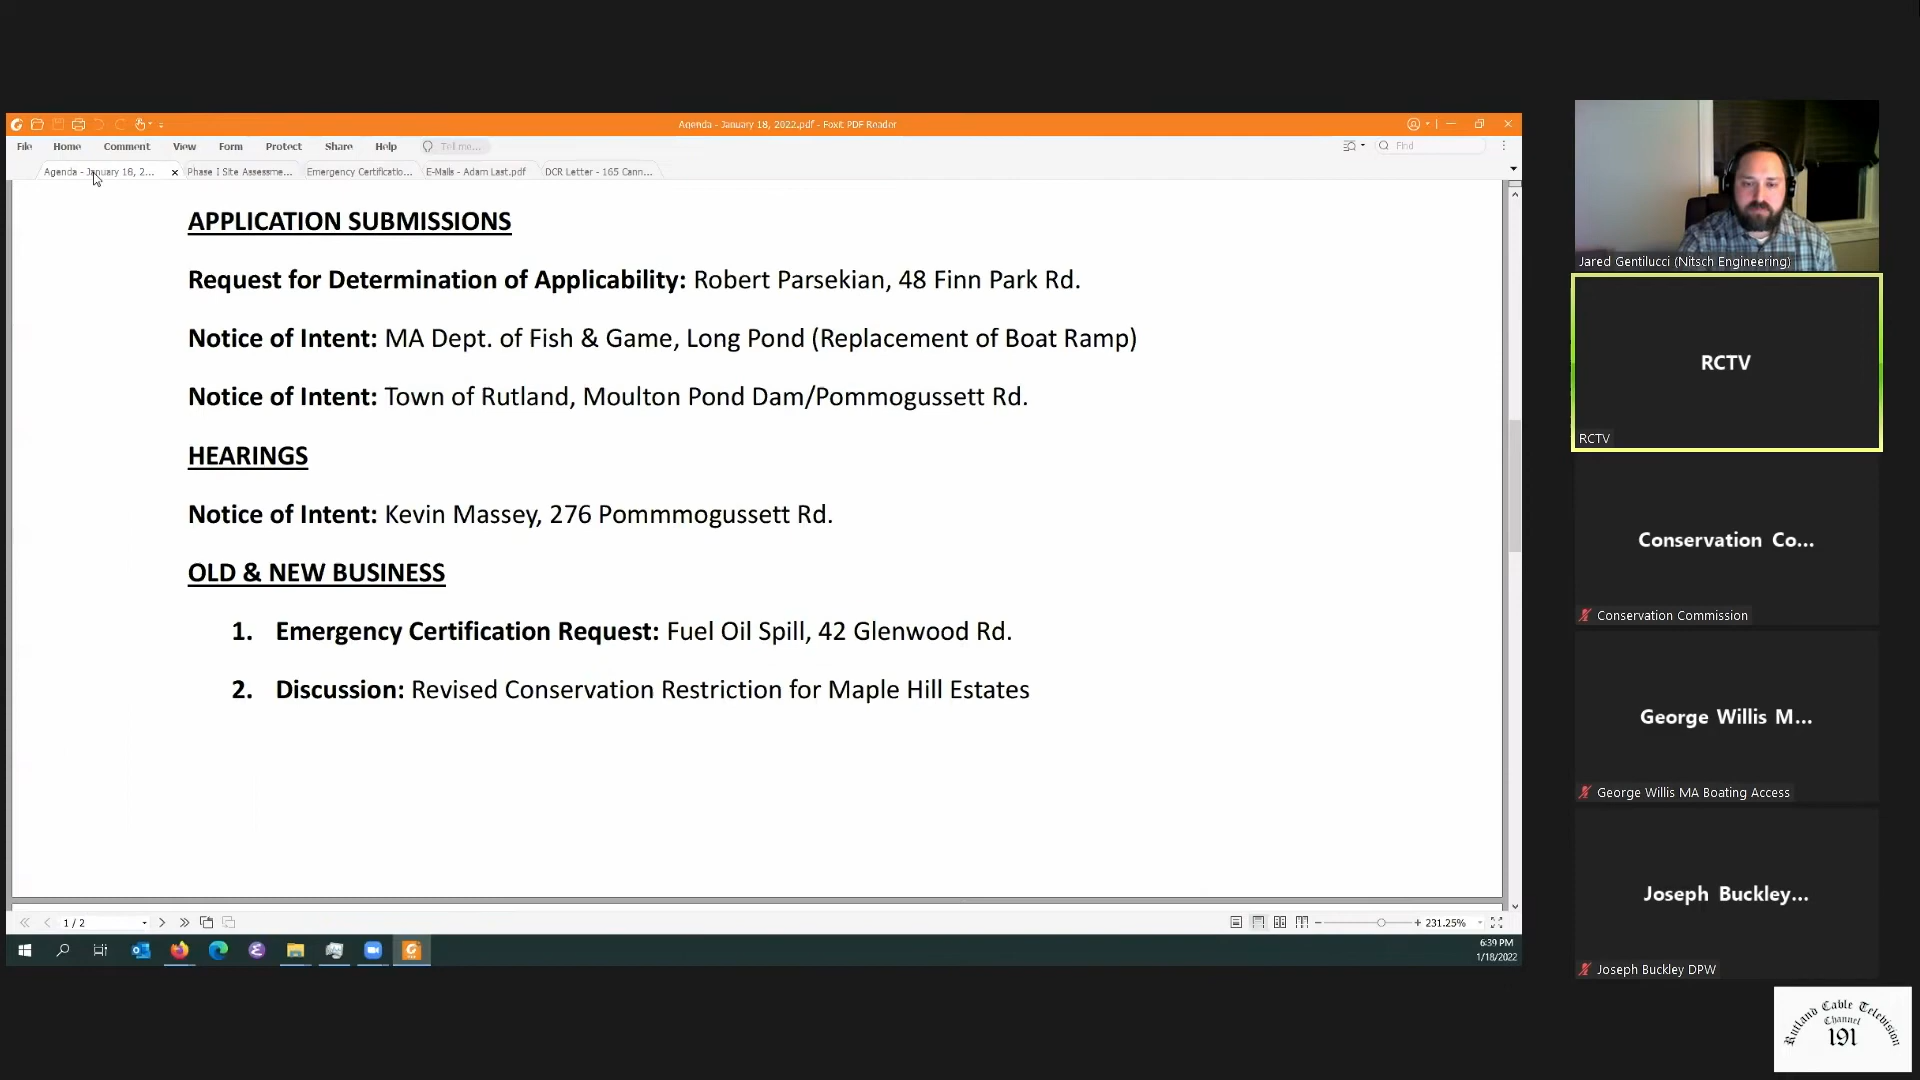 Agenda - January 18, 2022.pdf - Foxit PDF Reader
File Home Comment View Form Protect Share Help Tell me... Find
Agenda - January 18, 2... Phase I Site Assessme... Emergency Certificatio... E-Mails - Adam Last.pdf DCR Letter - 165 Cann...
APPLICATION SUBMISSIONS
Request for Determination of Applicability: Robert Parsekian, 48 Finn Park Rd.
Notice of Intent: MA Dept. of Fish & Game, Long Pond (Replacement of Boat Ramp)
Notice of Intent: Town of Rutland, Moulton Pond Dam/Pommogussett Rd.
HEARINGS
Notice of Intent: Kevin Massey, 276 Pommmogussett Rd.
OLD & NEW BUSINESS
1. Emergency Certification Request: Fuel Oil Spill, 42 Glenwood Rd.
2. Discussion: Revised Conservation Restriction for Maple Hill Estates
1 / 2
231.25%
6:39 PM
1/18/2022
Jared Gentilucci (Nitsch Engineering)
RCTV
RCTV
Conservation Co...
Conservation Commission
George Willis M...
George Willis MA Boating Access
Joseph Buckley...
Joseph Buckley DPW
Rutland Cable Television
Channel
191